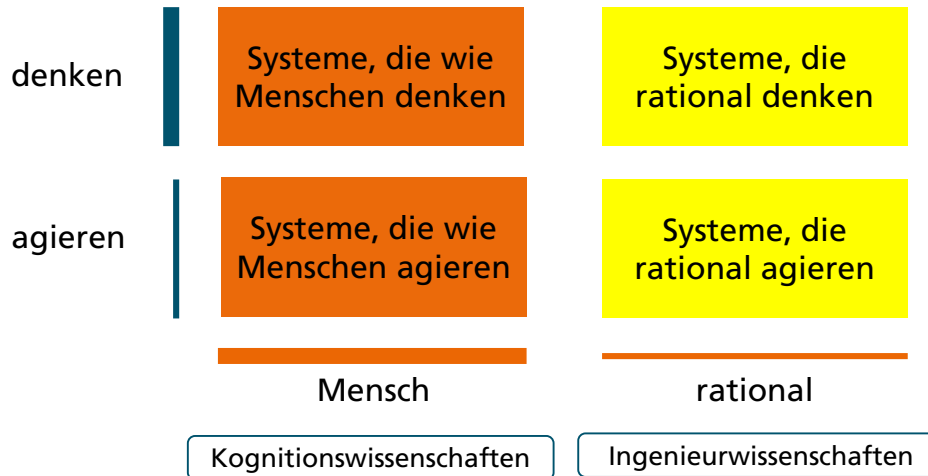 denken
Systeme, die wie
Menschen denken
Systeme, die
rational denken
agieren
Systeme, die wie
Menschen agieren
Systeme, die
rational agieren
Mensch
rational
Kognitionswissenschaften
Ingenieurwissenschaften